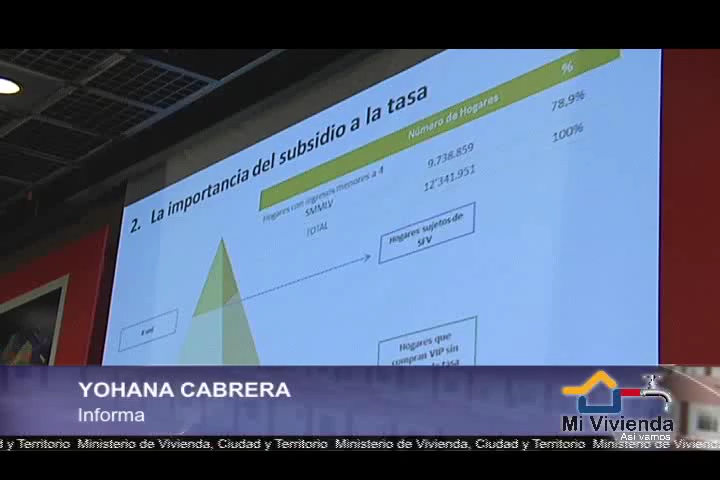 2. La importancia del subsidio a la tasa
Número de Hogares %
Hogares con ingresos menores a 4 SMMLV 9.738.859 78,9%
TOTAL 12'341.951 100%
Hogares sujetos de
SFV
Hogares que
compran VIP sin
tasa
YOHANA CABRERA
Informa
Mi Vivienda
Así vamos
d y Territorio Ministerio de Vivienda, Ciudad y Territorio Ministerio de Vivienda, Ciudad y Territorio Ministerio de Vivienda